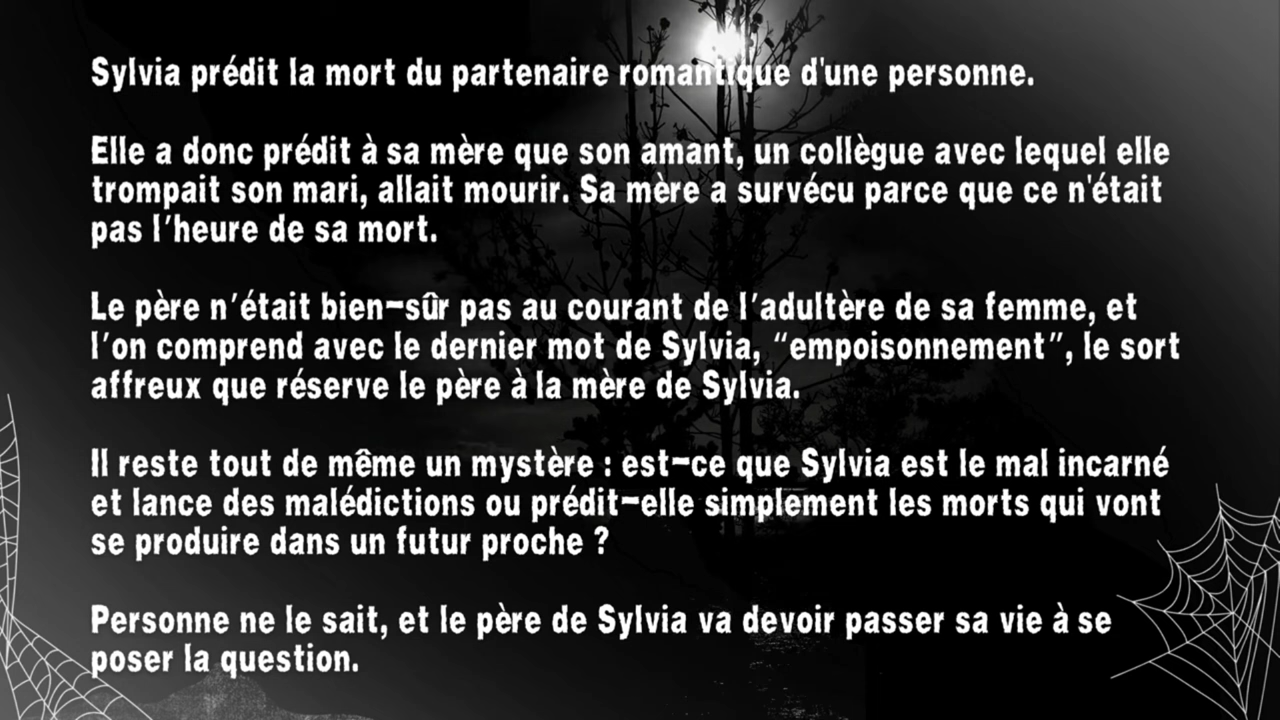 Sylvia prédit la mort du partenaire romantique d'une personne.
Elle a donc prédit à sa mère que son amant, un collègue avec lequel elle
trompait son mari, allait mourir. Sa mère a survécu parce que ce n'était
pas l’heure de sa mort.
Le père n’était bien-sûr pas au courant de l’adultère de sa femme, et
l’on comprend avec le dernier mot de Sylvia, “empoisonnement”, le sort
affreux que réserve le père à la mère de Sylvia.
Il reste tout de même un mystère : est-ce que Sylvia est le mal incarné
et lance des malédictions ou prédit-elle simplement les morts qui vont
se produire dans un futur proche ?
Personne ne le sait, et le père de Sylvia va devoir passer sa vie à se
poser la question.